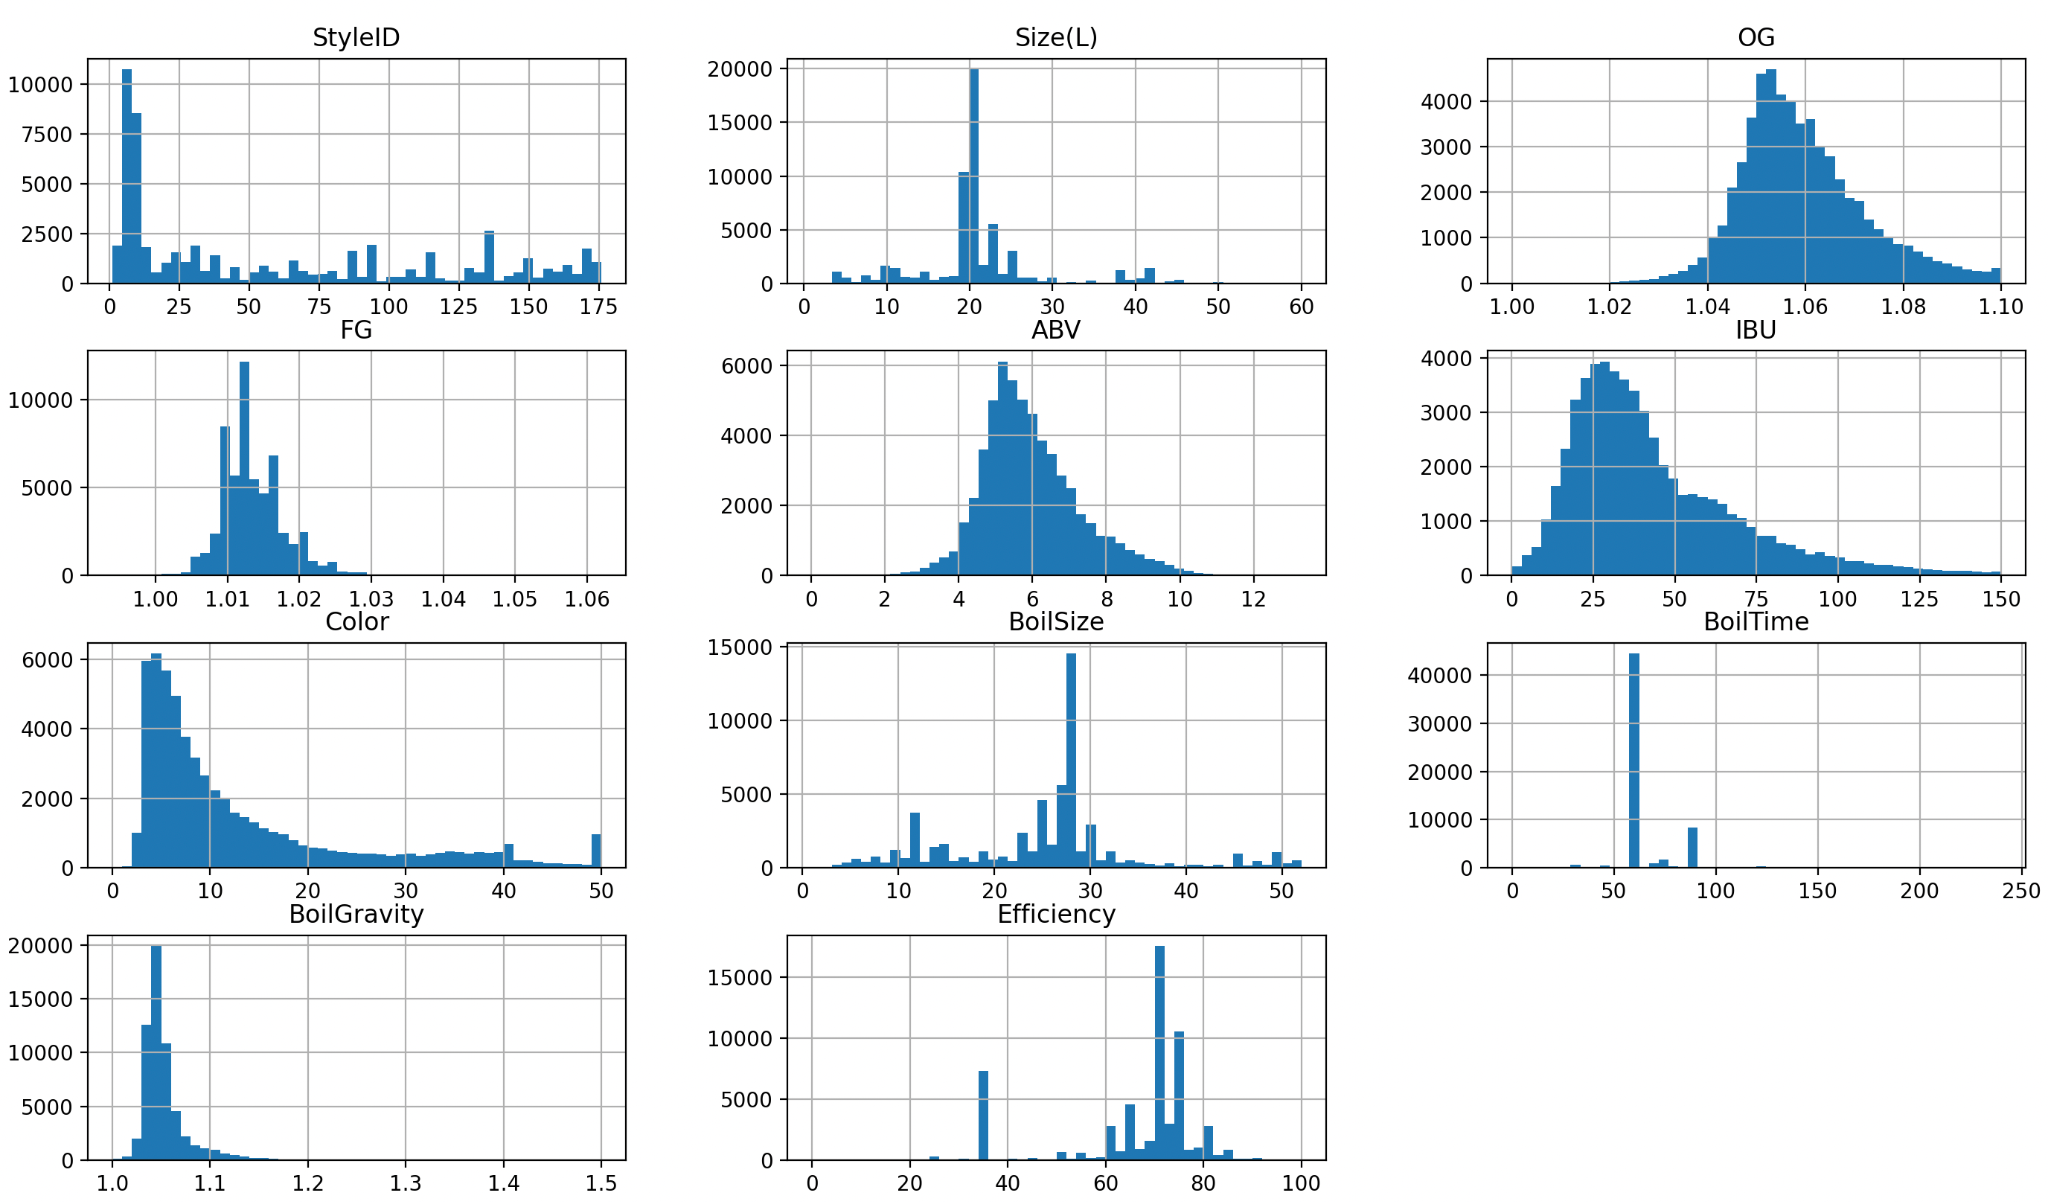 StyleID
Size(L)
OG
10000
7500
5000
2500
0
0 25 50 75 100 125 150 175
20000
15000
10000
5000
0
0 10 20 30 40 50 60
4000
3000
2000
1000
0
1.00 1.02 1.04 1.06 1.08 1.10
FG
ABV
IBU
10000
5000
0
1.00 1.01 1.02 1.03 1.04 1.05 1.06
6000
4000
2000
0
0 2 4 6 8 10 12
4000
3000
2000
1000
0
0 25 50 75 100 125 150
Color
BoilSize
BoilTime
6000
4000
2000
0
0 10 20 30 40 50
15000
10000
5000
0
0 10 20 30 40 50
40000
30000
20000
10000
0
0 50 100 150 200 250
BoilGravity
Efficiency
20000
15000
10000
5000
0
1.0 1.1 1.2 1.3 1.4 1.5
15000
10000
5000
0
0 20 40 60 80 100